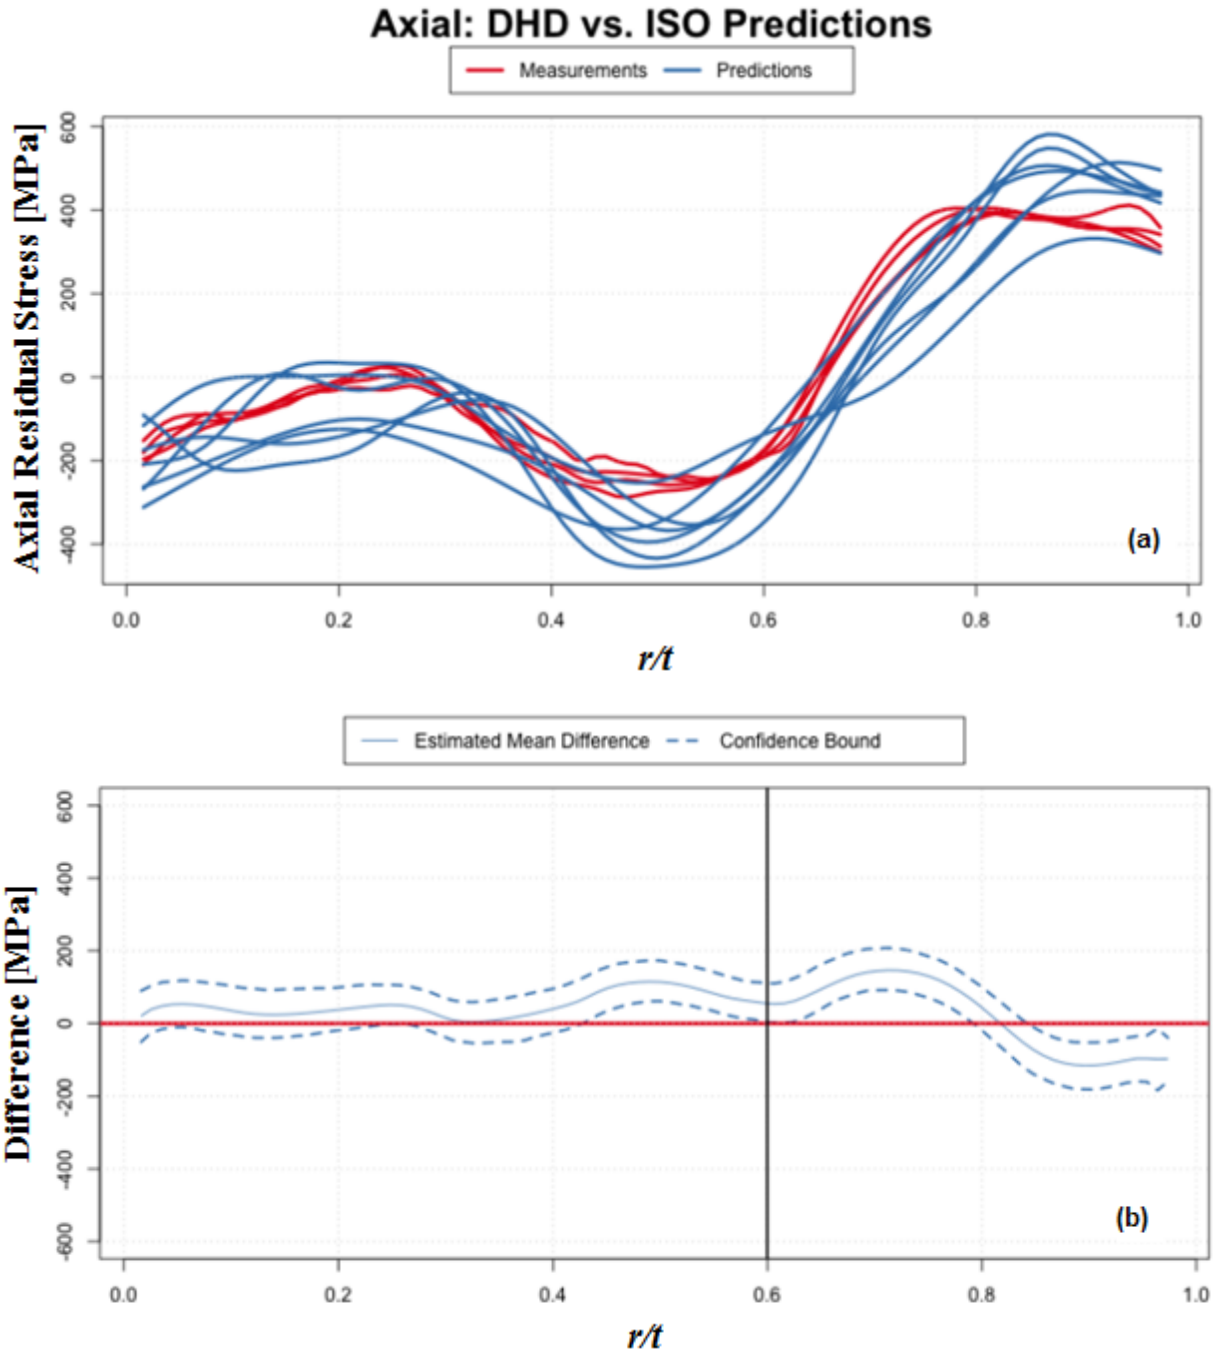 Axial: DHD vs. ISO Predictions
Measurements Predictions
Axial Residual Stress [MPa]
600
400
200
0
-200
-400
(a)
0.0 0.2 0.4 0.6 0.8 1.0
r/t
Estimated Mean Difference Confidence Bound
Difference [MPa]
600
400
200
0
-200
-400
-600
(b)
0.0 0.2 0.4 0.6 0.8 1.0
r/t